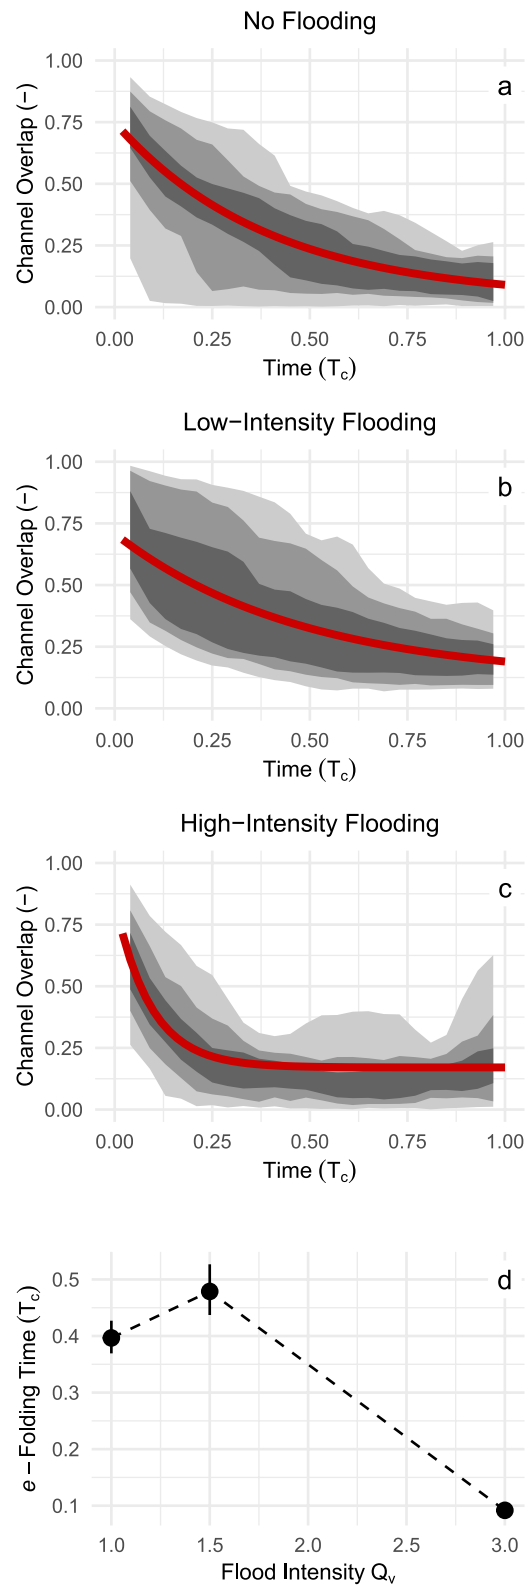 No Flooding
a
Channel Overlap (−)
1.00
0.75
0.50
0.25
0.00
0.00 0.25 0.50 0.75 1.00
Time (Tc)
Low−Intensity Flooding
b
Channel Overlap (−)
1.00
0.75
0.50
0.25
0.00
0.00 0.25 0.50 0.75 1.00
Time (Tc)
High−Intensity Flooding
c
Channel Overlap (−)
1.00
0.75
0.50
0.25
0.00
0.00 0.25 0.50 0.75 1.00
Time (Tc)
d
e−Folding Time (Tc)
0.5
0.4
0.3
0.2
0.1
1.0 1.5 2.0 2.5 3.0
Flood Intensity Qv